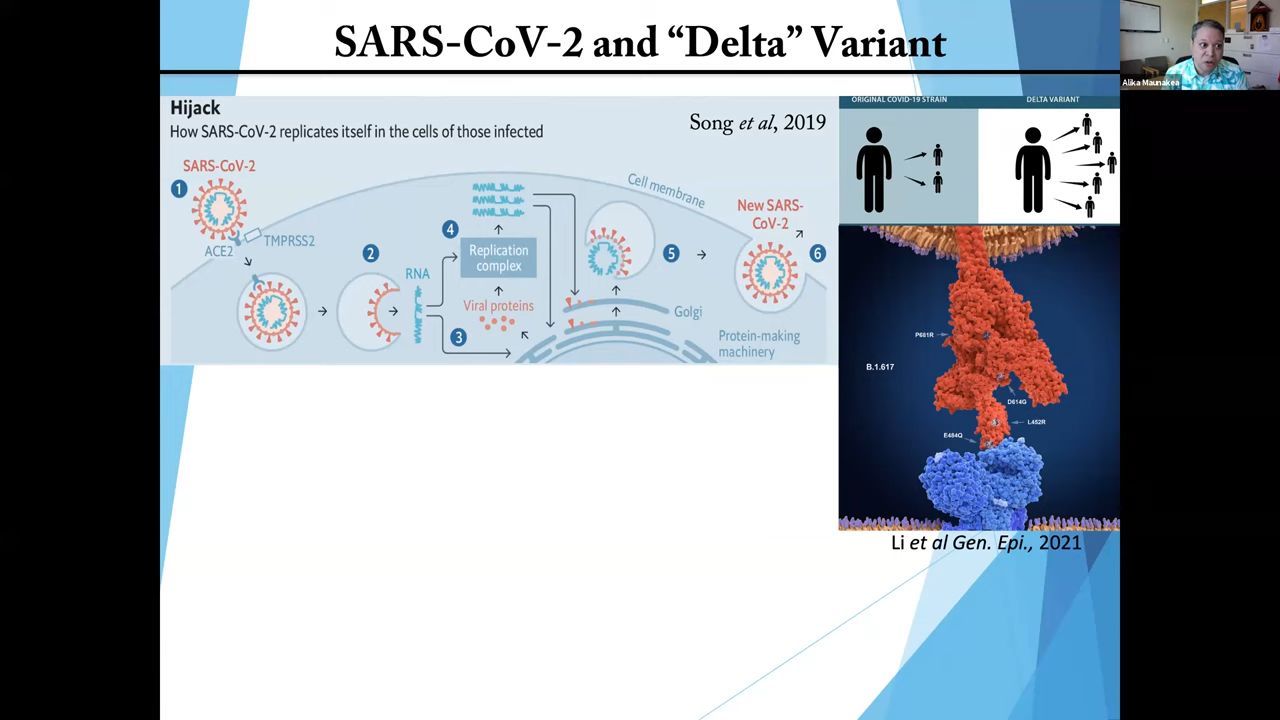 SARS-CoV-2 and “Delta” Variant
Alika Maunakea
Hijack
How SARS-CoV-2 replicates itself in the cells of those infected
Song et al, 2019
SARS-CoV-2
1
ACE2
TMPRSS2
2
RNA
3
4
Replication
complex
Viral proteins
Cell membrane
Golgi
Protein-making
machinery
5
New SARS-
CoV-2
6
ORIGINAL COVID-19 STRAIN
DELTA VARIANT
P681R
B.1.617
D614G
L452R
E484Q
Li et al Gen. Epi., 2021